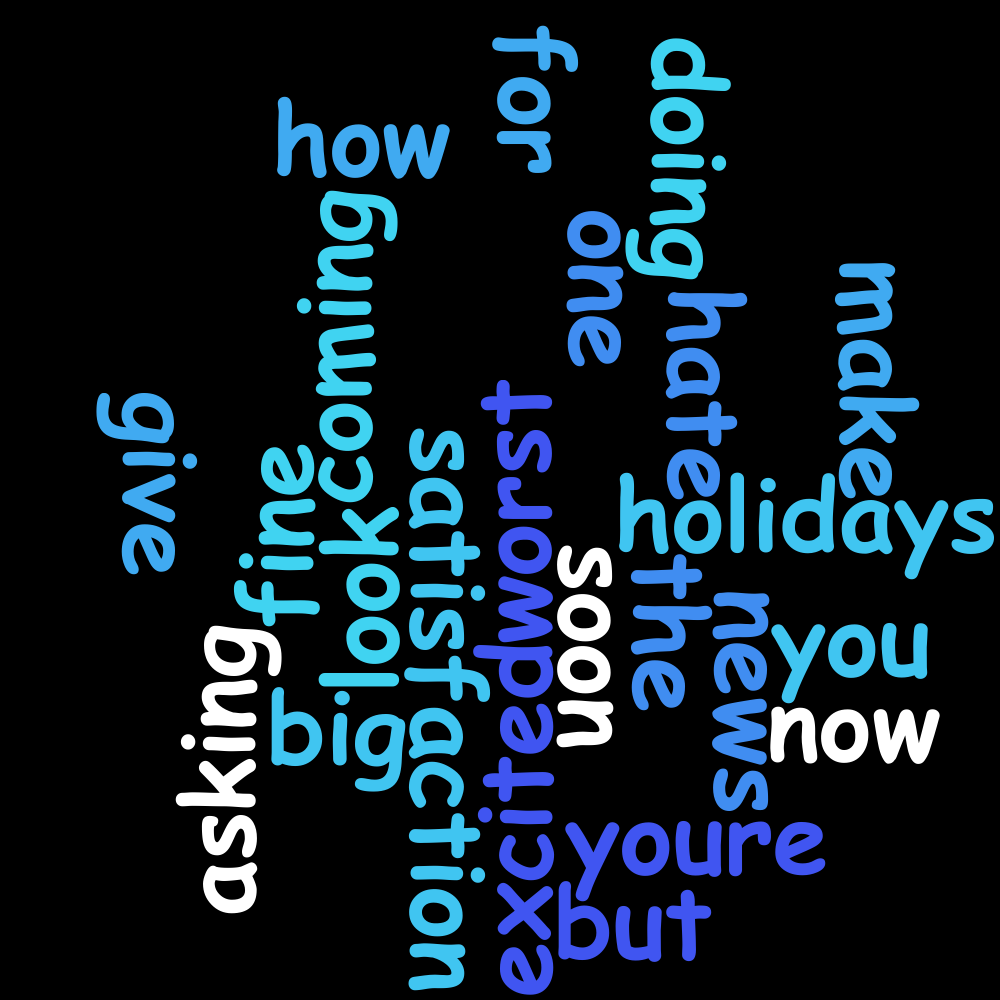 for
doing
how
coming
one
make
hate
give
worst
satisfaction
fine
holidays
look
soon
the
news
asking
you
excited
big
now
youre
but